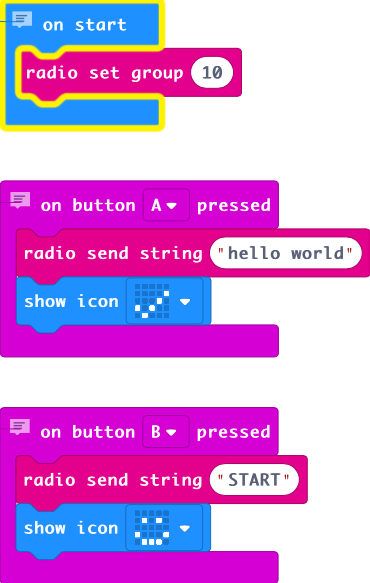 on start
radio set group 10
on button A pressed
radio send string "hello world"
show icon
on button B pressed
radio send string "START"
show icon